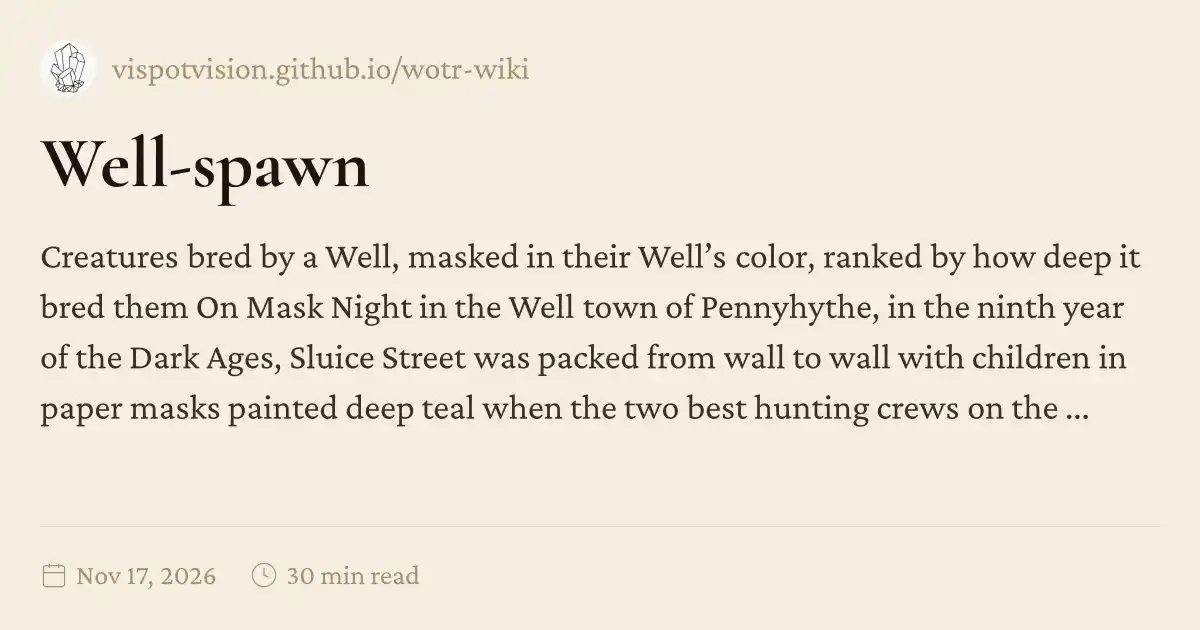 vispotvision.github.io/wotr-wiki
Well-spawn
Creatures bred by a Well, masked in their Well’s color, ranked by how deep it
bred them On Mask Night in the Well town of Pennyhythe, in the ninth year
of the Dark Ages, Sluice Street was packed from wall to wall with children in
paper masks painted deep teal when the two best hunting crews on the ...
Nov 17, 2026
30 min read